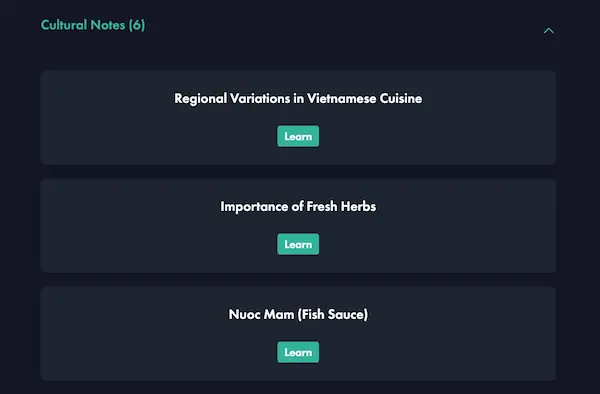 Cultural Notes (6)
Regional Variations in Vietnamese Cuisine
Learn
Importance of Fresh Herbs
Learn
Nuoc Mam (Fish Sauce)
Learn